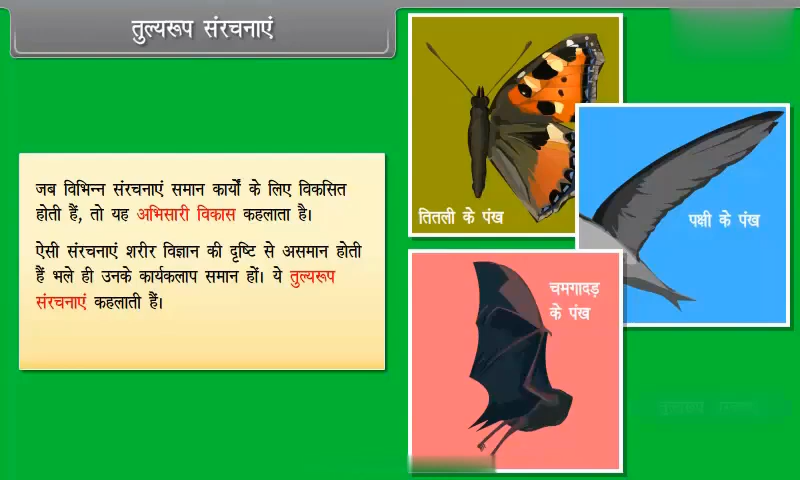 तुल्यरूप संरचनाएं
जब विभिन्न संरचनाएं समान कार्यों के लिए विकसित
होती हैं, तो यह अभिसारी विकास कहलाता है।
ऐसी संरचनाएं शरीर विज्ञान की दृष्टि से असमान होती
हैं भले ही उनके कार्यकलाप समान हों। ये तुल्यरूप
संरचनाएं कहलाती हैं।
तितली के पंख
पक्षी के पंख
चमगादड़
के पंख